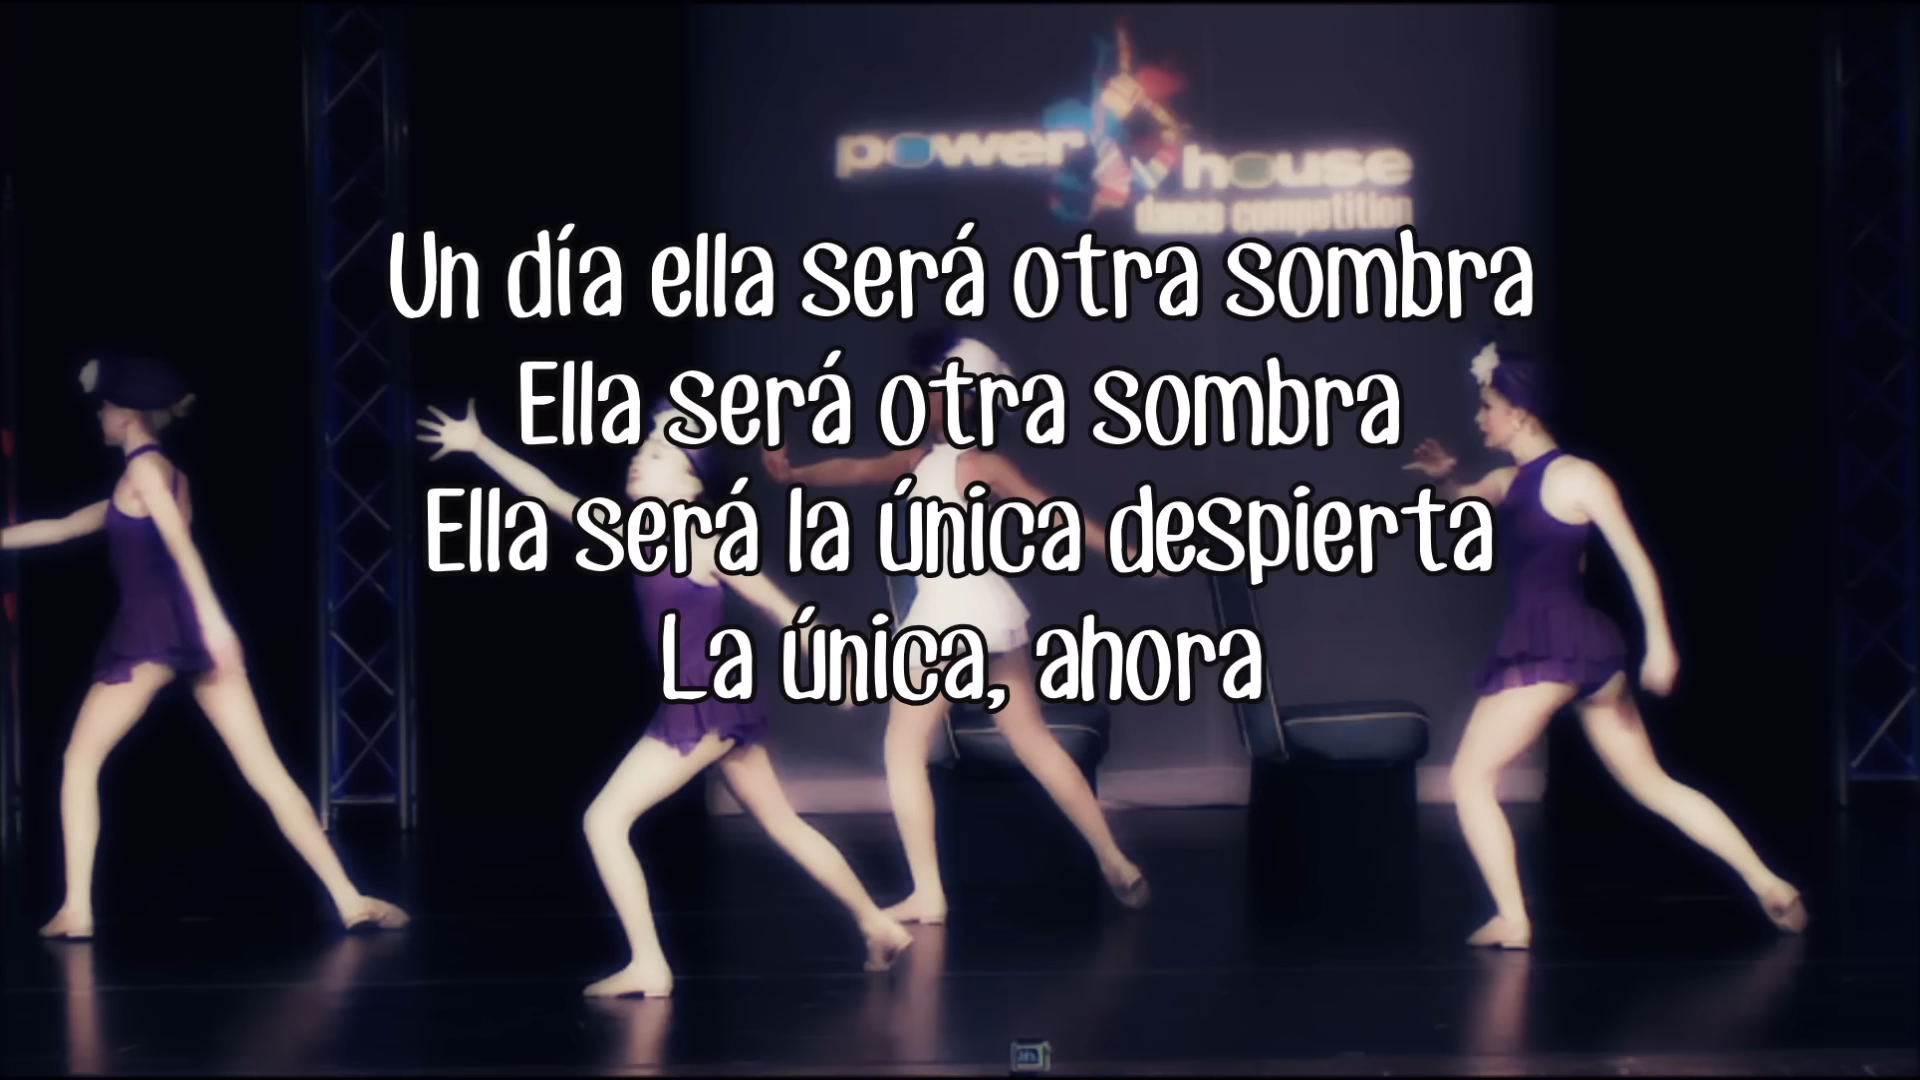 power house
dance competition
Un día ella será otra sombra
Ella será otra sombra
Ella será la única despierta
La única, ahora